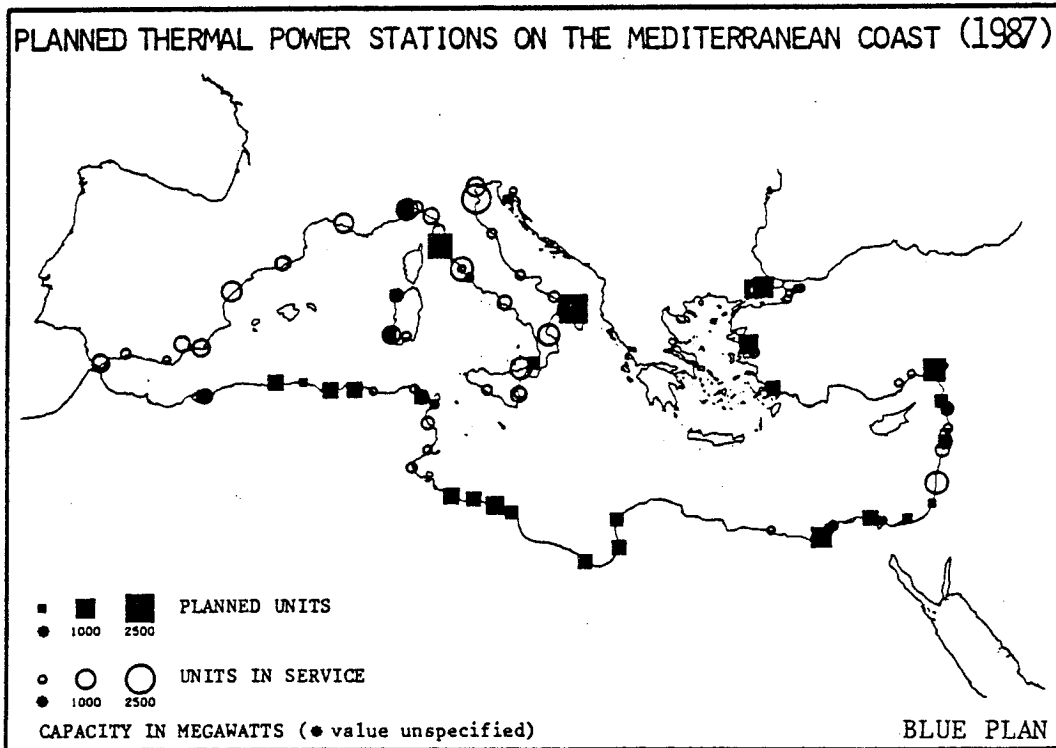 PLANNED THERMAL POWER STATIONS ON THE MEDITERRANEAN COAST (1987)
PLANNED UNITS
1000 2500
UNITS IN SERVICE
1000 2500
CAPACITY IN MEGAWATTS (● value unspecified)
BLUE PLAN